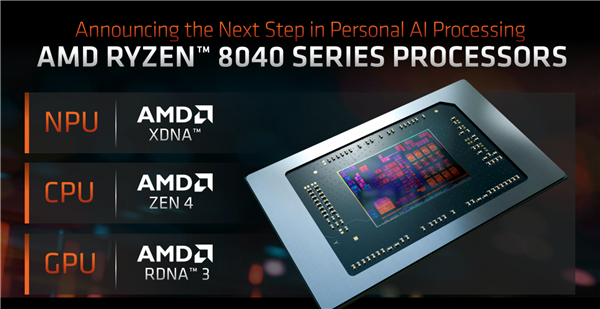 Announcing the Next Step in Personal AI Processing
AMD RYZEN™ 8040 SERIES PROCESSORS
NPU
AMD
XDNA™
CPU
AMD
ZEN 4
GPU
AMD
RDNA™ 3